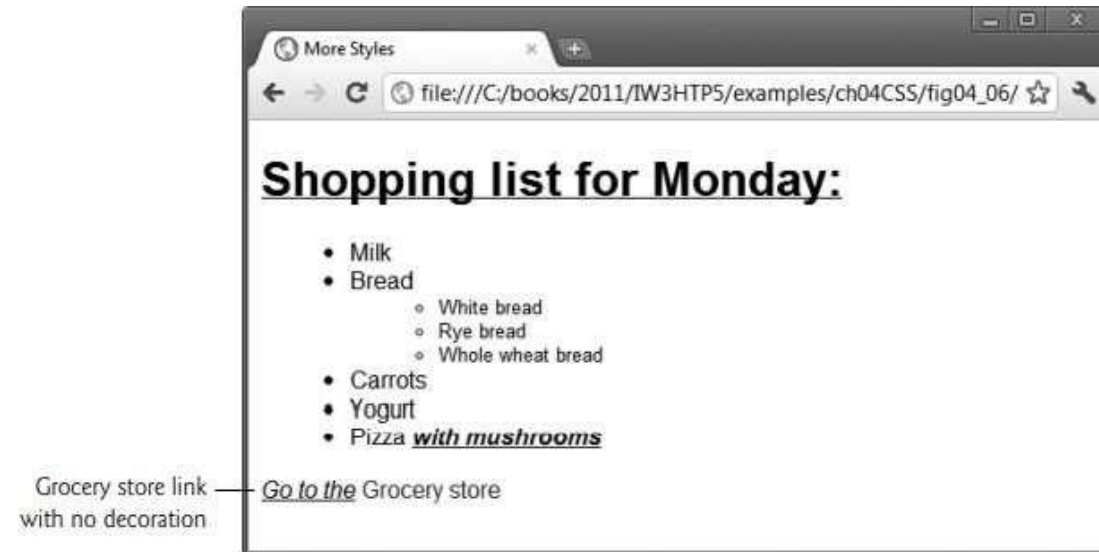 More Styles
file:///C:/books/2011/IW3HTP5/examples/ch04CSS/fig04_06/
Shopping list for Monday:
• Milk
• Bread
◦ White bread
◦ Rye bread
◦ Whole wheat bread
• Carrots
• Yogurt
• Pizza with mushrooms
Go to the Grocery store
Grocery store link
with no decoration